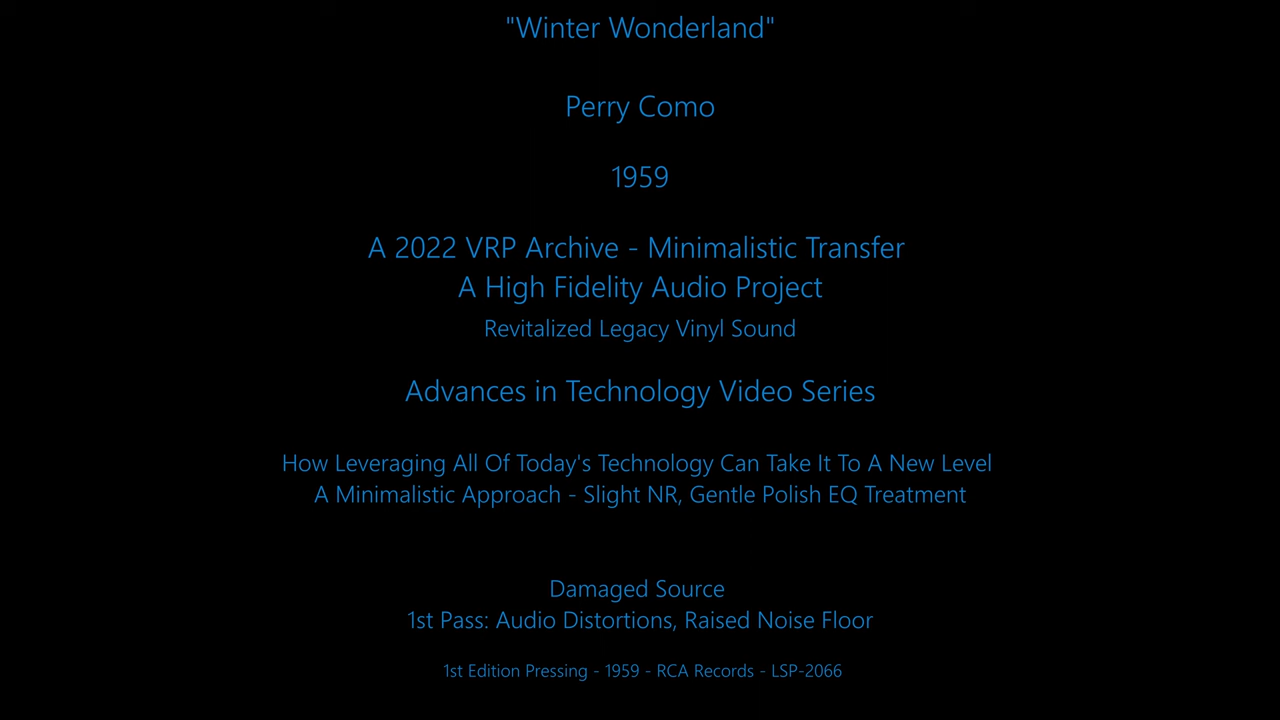 "Winter Wonderland"
Perry Como
1959
A 2022 VRP Archive - Minimalistic Transfer
A High Fidelity Audio Project
Revitalized Legacy Vinyl Sound
Advances in Technology Video Series
How Leveraging All Of Today's Technology Can Take It To A New Level
A Minimalistic Approach - Slight NR, Gentle Polish EQ Treatment
Damaged Source
1st Pass: Audio Distortions, Raised Noise Floor
1st Edition Pressing - 1959 - RCA Records - LSP-2066